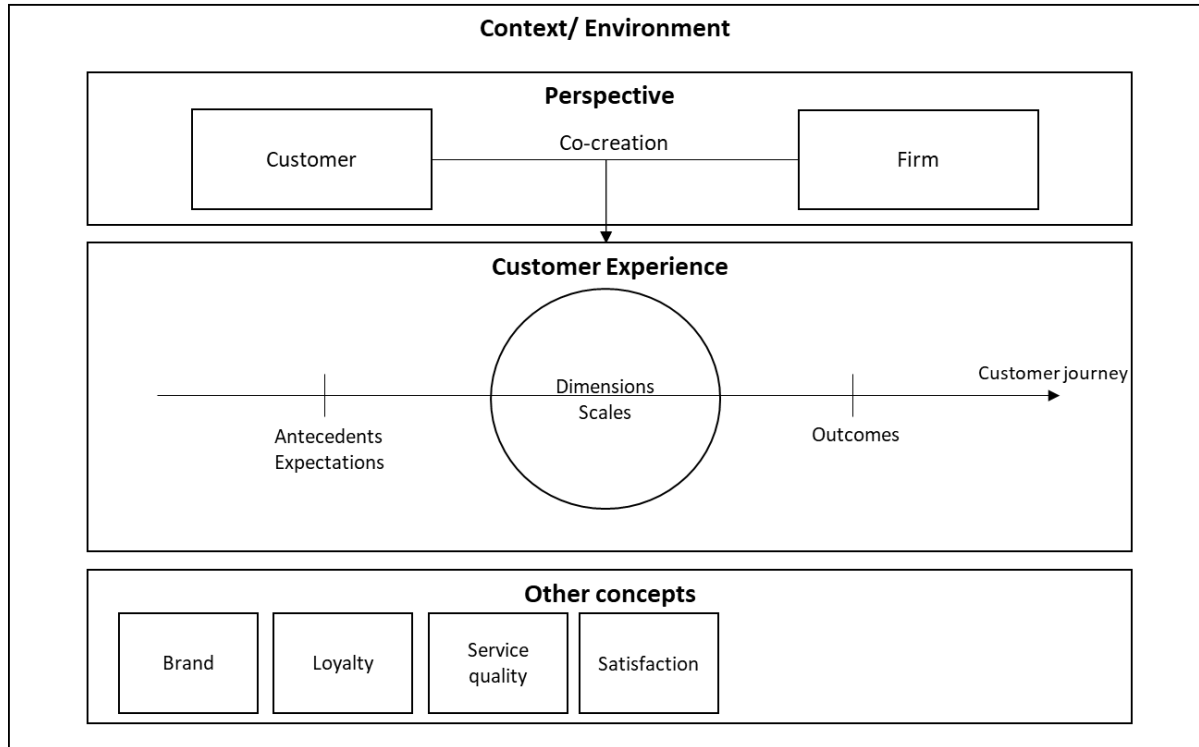 Context/ Environment
Perspective
Customer
Co-creation
Firm
Customer Experience
Customer journey
Dimensions
Scales
Antecedents
Expectations
Outcomes
Other concepts
Brand
Loyalty
Service
quality
Satisfaction